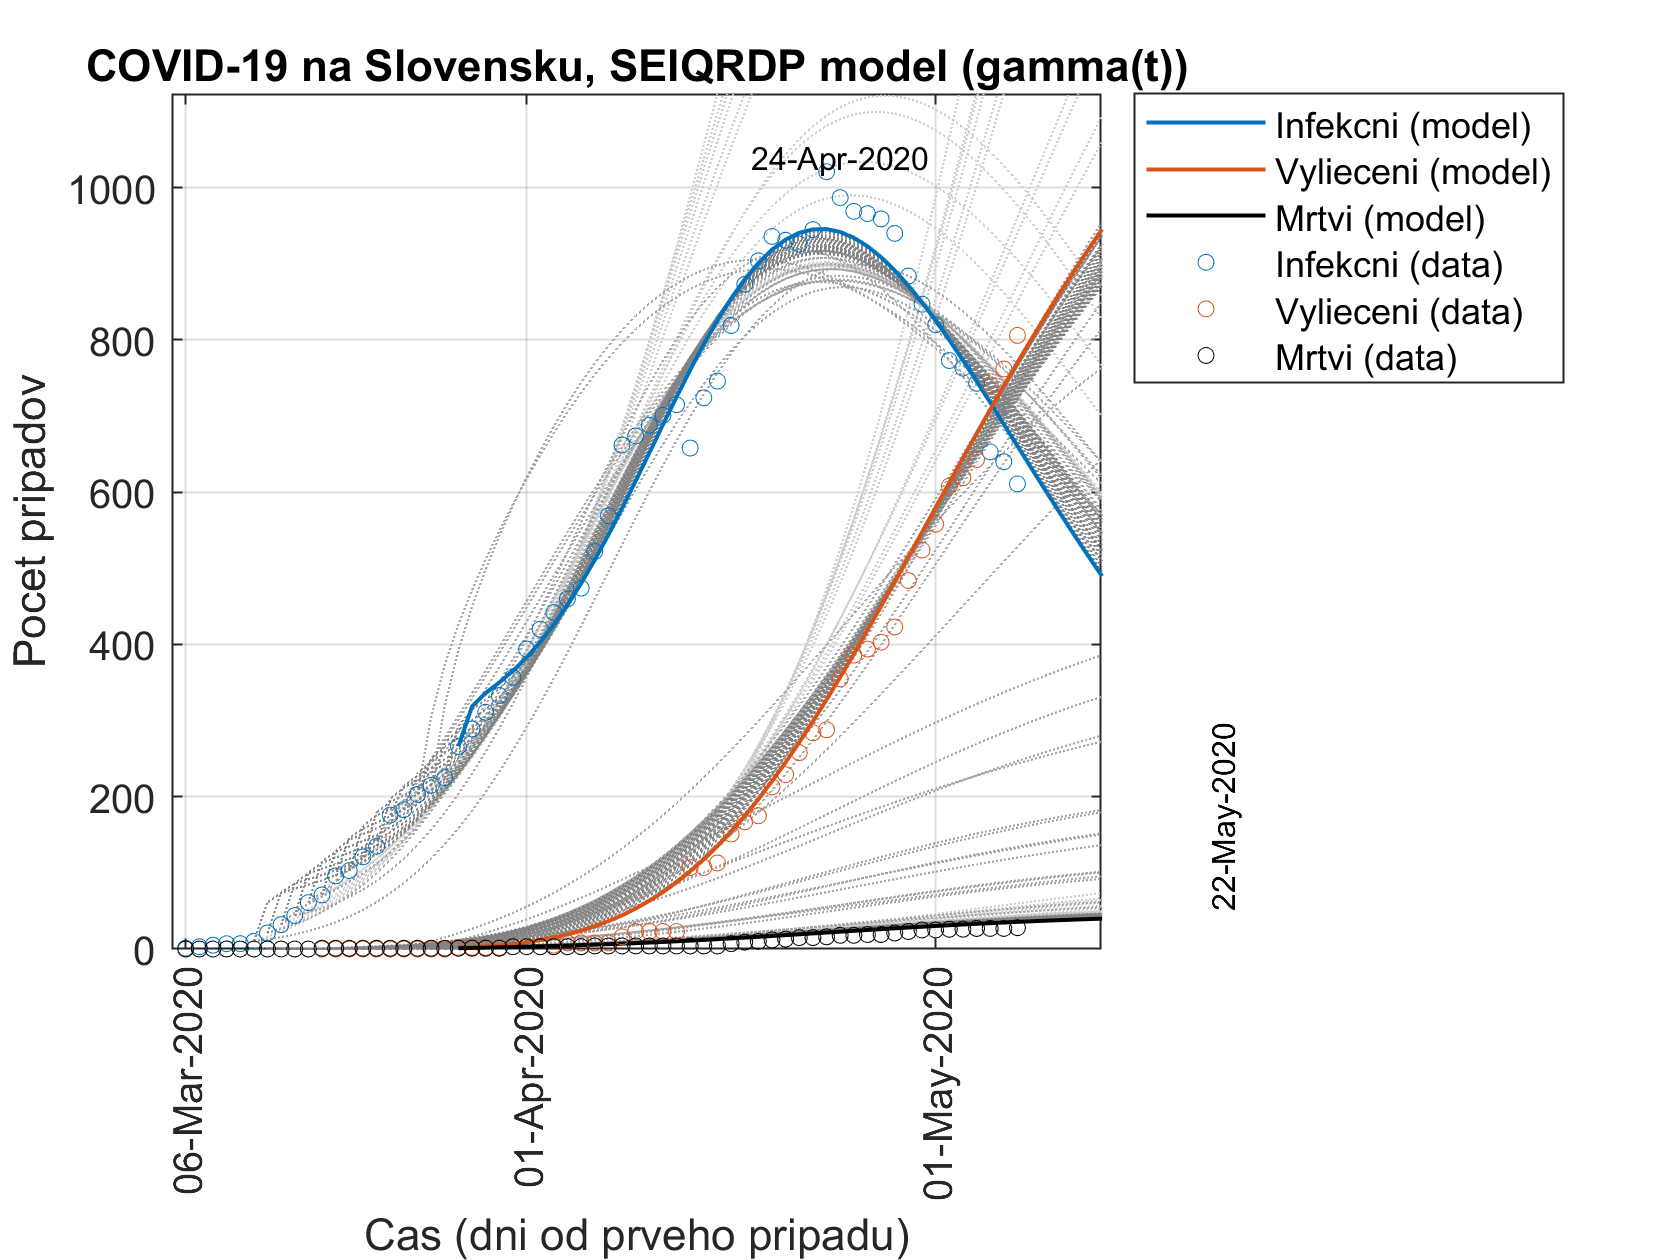 COVID-19 na Slovensku, SEIQRDP model (gamma(t))
Infekcni (model)
Vylieceni (model)
Mrtvi (model)
Infekcni (data)
Vylieceni (data)
Mrtvi (data)
24-Apr-2020
1000
800
600
400
200
0
Pocet pripadov
22-May-2020
06-Mar-2020
01-Apr-2020
01-May-2020
Cas (dni od prveho pripadu)